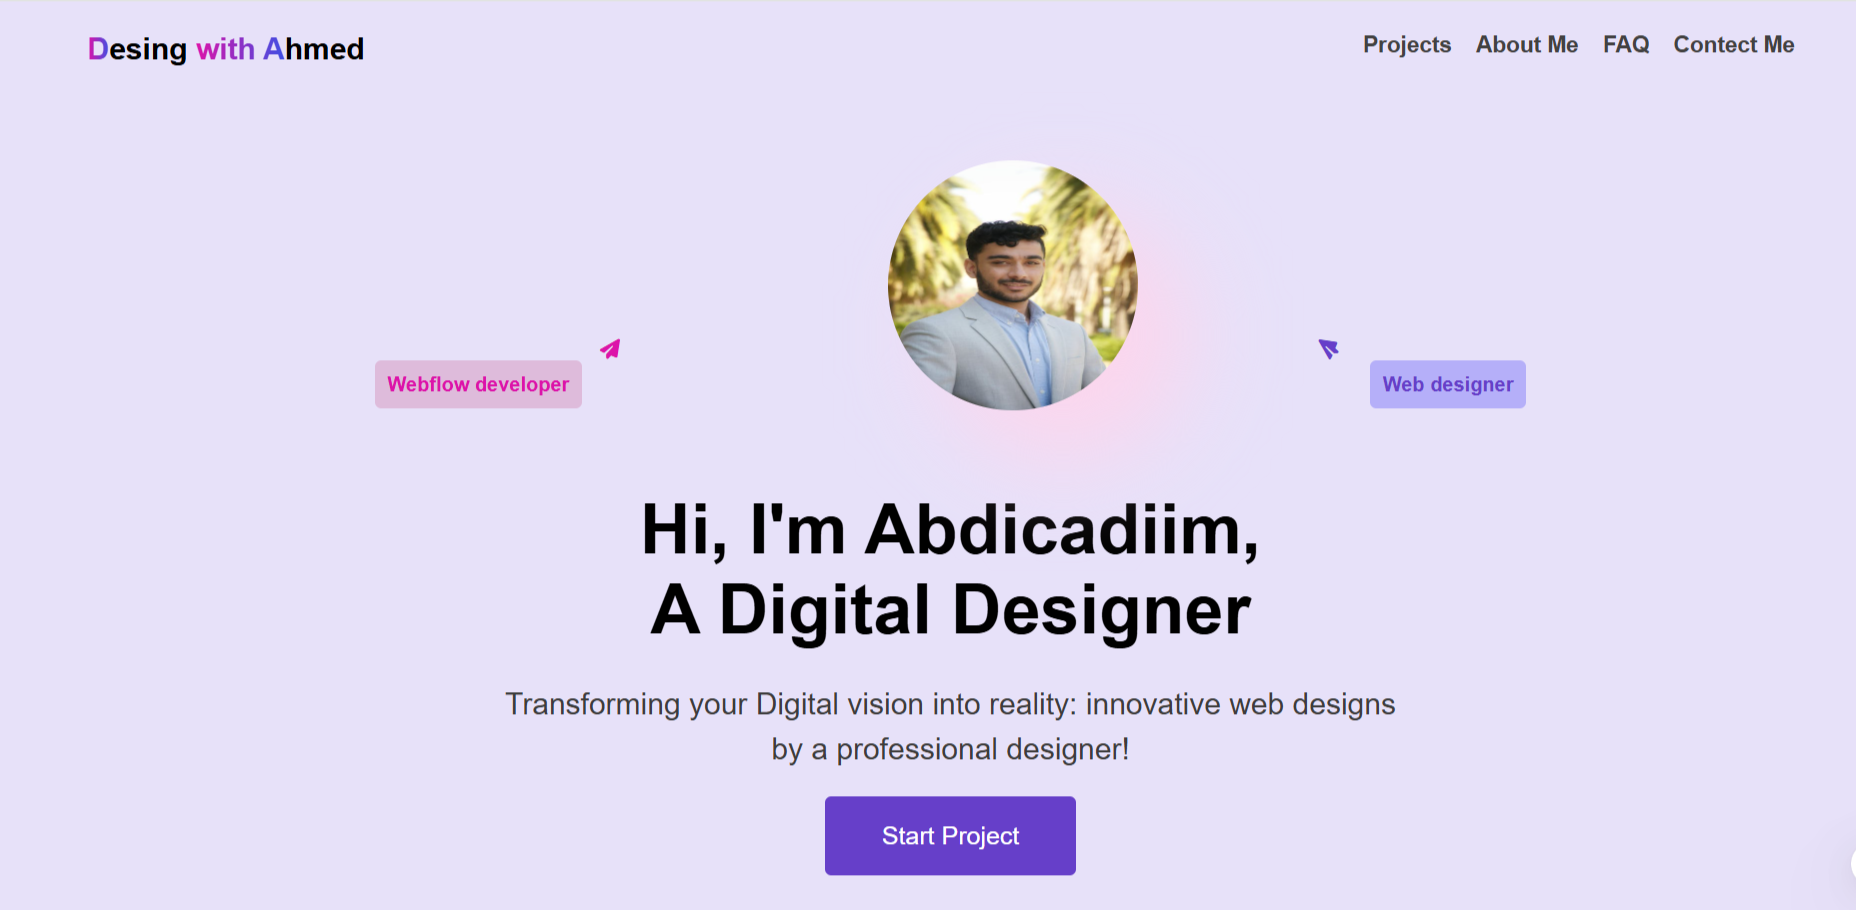 Desing with Ahmed
Projects About Me FAQ Contect Me
Webflow developer
Web designer
Hi, I'm Abdicadiim,
A Digital Designer
Transforming your Digital vision into reality: innovative web designs
by a professional designer!
Start Project